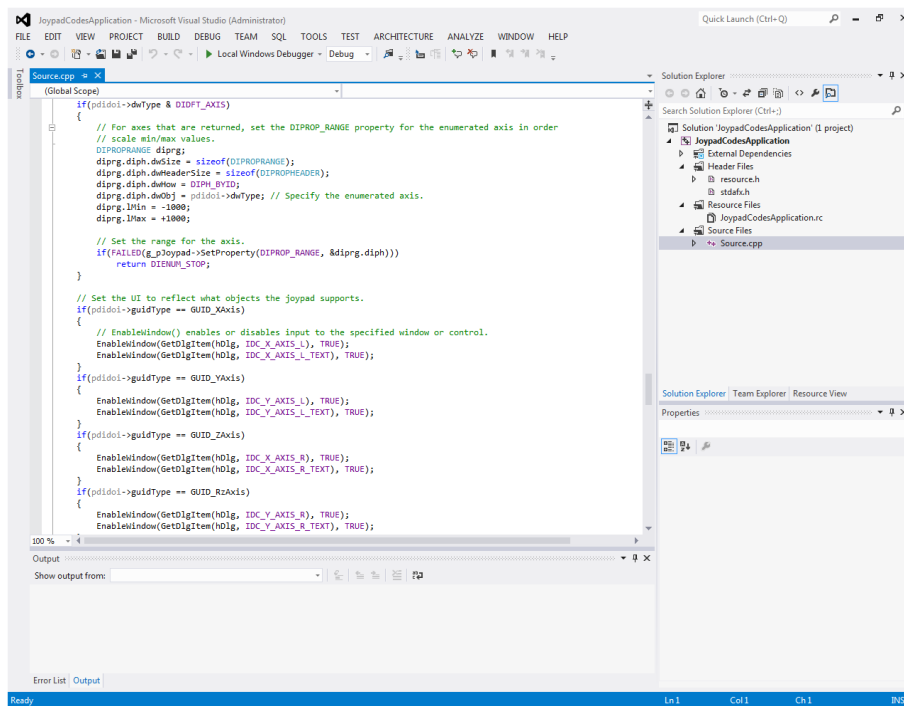 JoypadCodesApplication - Microsoft Visual Studio (Administrator)
Quick Launch (Ctrl+Q)
FILE EDIT VIEW PROJECT BUILD DEBUG TEAM SQL TOOLS TEST ARCHITECTURE ANALYZE WINDOW HELP
Local Windows Debugger Debug
Toolbox
Source.cpp
(Global Scope)
if(pdidoi->dwType & DIDFT_AXIS)
{
// For axes that are returned, set the DIPROP_RANGE property for the enumerated axis in order
// scale min/max values.
DIPROPRANGE diprg;
diprg.diph.dwSize = sizeof(DIPROPRANGE);
diprg.diph.dwHeaderSize = sizeof(DIPROPHEADER);
diprg.diph.dwHow = DIPH_BYID;
diprg.diph.dwObj = pdidoi->dwType; // Specify the enumerated axis.
diprg.lMin = -1000;
diprg.lMax = +1000;
// Set the range for the axis.
if(FAILED(g_pJoypad->SetProperty(DIPROP_RANGE, &diprg.diph)))
return DIENUM_STOP;
}
// Set the UI to reflect what objects the joypad supports.
if(pdidoi->guidType == GUID_XAxis)
{
// EnableWindow() enables or disables input to the specified window or control.
EnableWindow(GetDlgItem(hDlg, IDC_X_AXIS_L), TRUE);
EnableWindow(GetDlgItem(hDlg, IDC_X_AXIS_L_TEXT), TRUE);
}
if(pdidoi->guidType == GUID_YAxis)
{
EnableWindow(GetDlgItem(hDlg, IDC_Y_AXIS_L), TRUE);
EnableWindow(GetDlgItem(hDlg, IDC_Y_AXIS_L_TEXT), TRUE);
}
if(pdidoi->guidType == GUID_ZAxis)
{
EnableWindow(GetDlgItem(hDlg, IDC_X_AXIS_R), TRUE);
EnableWindow(GetDlgItem(hDlg, IDC_X_AXIS_R_TEXT), TRUE);
}
if(pdidoi->guidType == GUID_RzAxis)
{
EnableWindow(GetDlgItem(hDlg, IDC_Y_AXIS_R), TRUE);
EnableWindow(GetDlgItem(hDlg, IDC_Y_AXIS_R_TEXT), TRUE);
100 %
Output
Show output from:
Error List Output
Solution Explorer
Search Solution Explorer (Ctrl+;)
Solution 'JoypadCodesApplication' (1 project)
JoypadCodesApplication
External Dependencies
Header Files
resource.h
stdafx.h
Resource Files
JoypadCodesApplication.rc
Source Files
Source.cpp
Solution Explorer Team Explorer Resource View
Properties
Ready
Ln 1 Col 1 Ch 1 INS